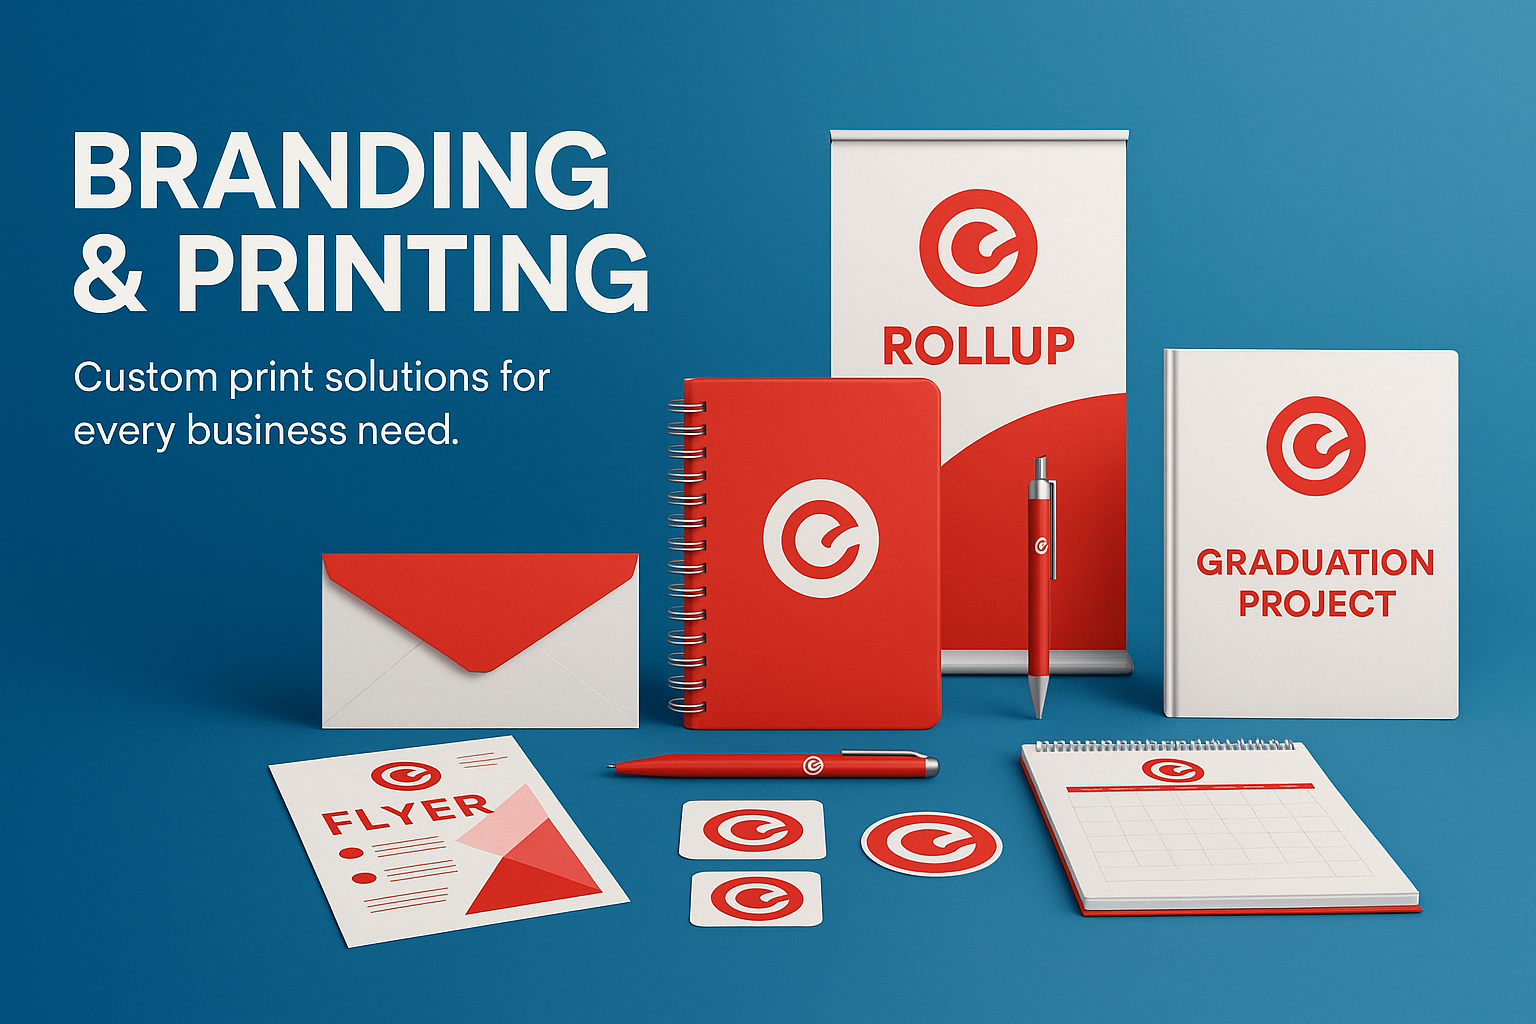 BRANDING
& PRINTING
Custom print solutions for
every business need.
ROLLUP
GRADUATION
PROJECT
FLYER